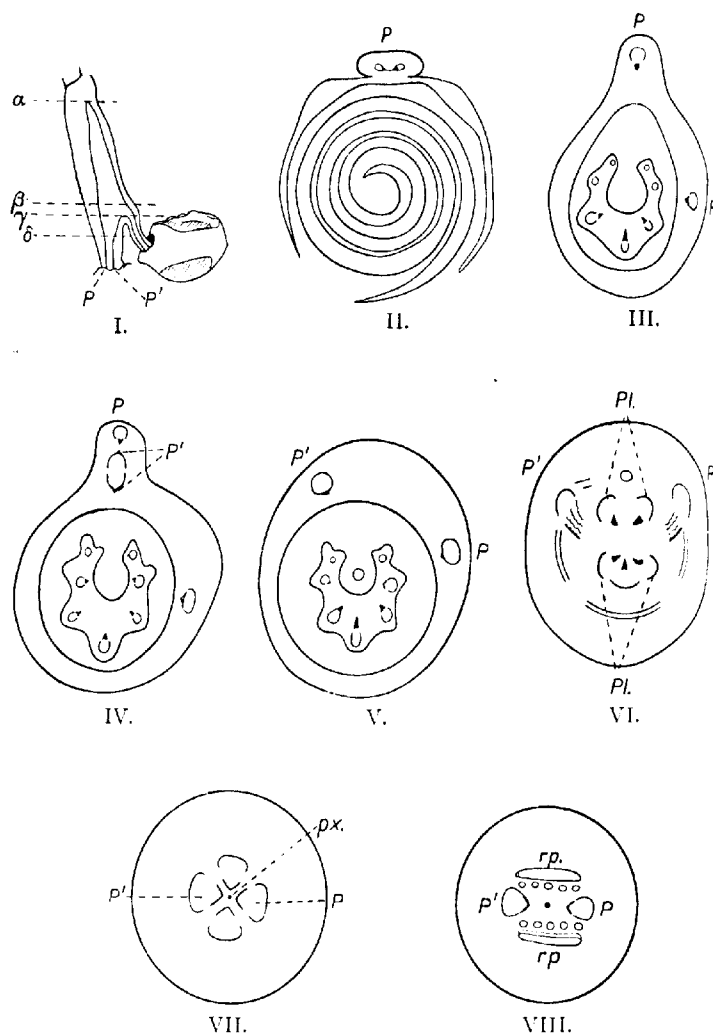 α
β
γ
δ
P P'
I.
P
II.
P
P
III.
P
P'
IV.
P'
P
V.
Pl.
P'
P
Pl.
VI.
px.
P'
P
VII.
rp.
P'
P
rp
VIII.